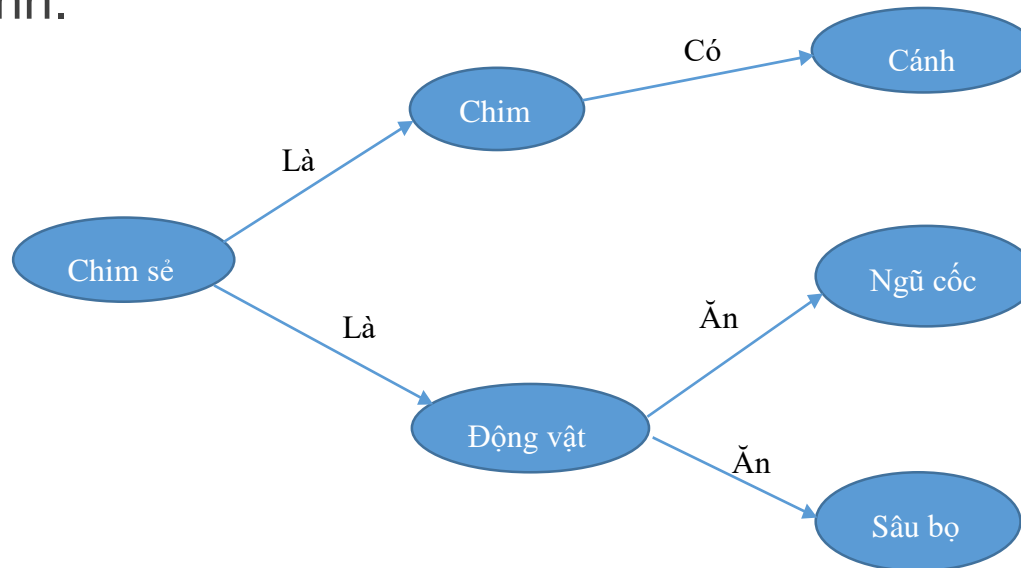 Có
Cánh
Chim
Là
Chim sẻ
Ngũ cốc
Ăn
Là
Động vật
Ăn
Sâu bọ